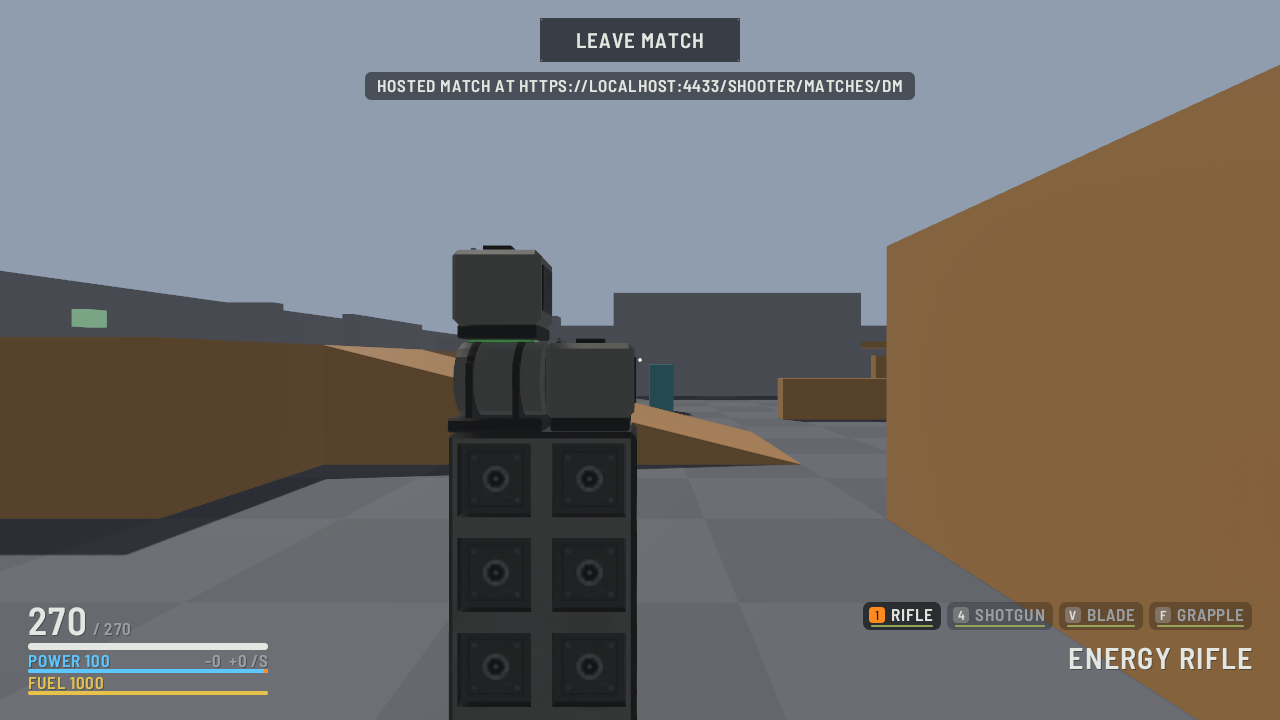 LEAVE MATCH
HOSTED MATCH AT HTTPS://LOCALHOST:4433/SHOOTER/MATCHES/DM
270 / 270
POWER 100 -0 +0 /S
FUEL 1000
1 RIFLE 4 SHOTGUN V BLADE F GRAPPLE
ENERGY RIFLE